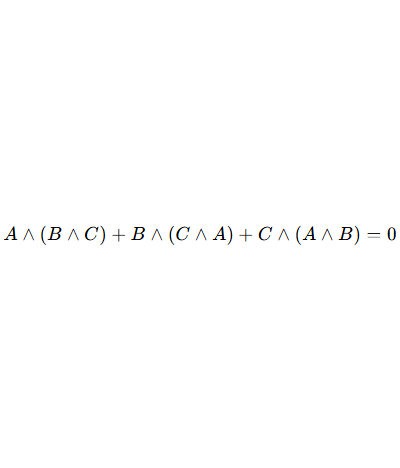 A ∧ (B ∧ C) + B ∧ (C ∧ A) + C ∧ (A ∧ B) = 0